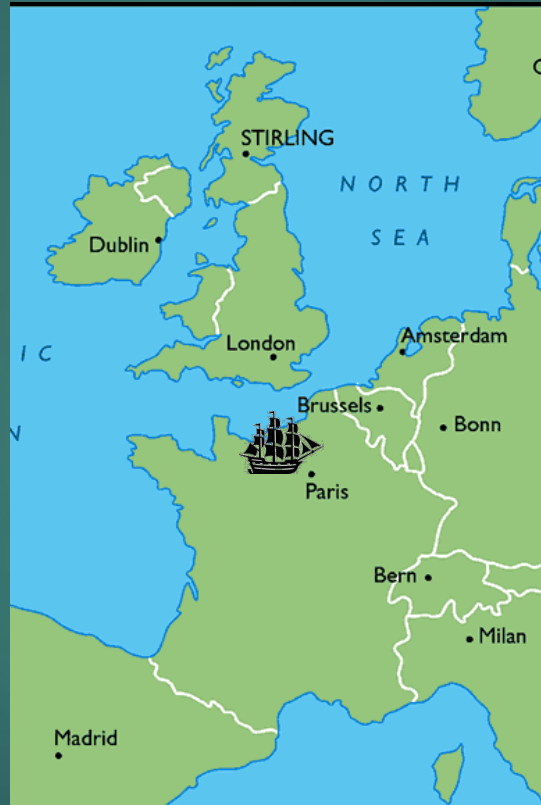 STIRLING
NORTH
SEA
Dublin
London
Amsterdam
IC
Brussels
Bonn
N
Paris
Bern
Milan
Madrid